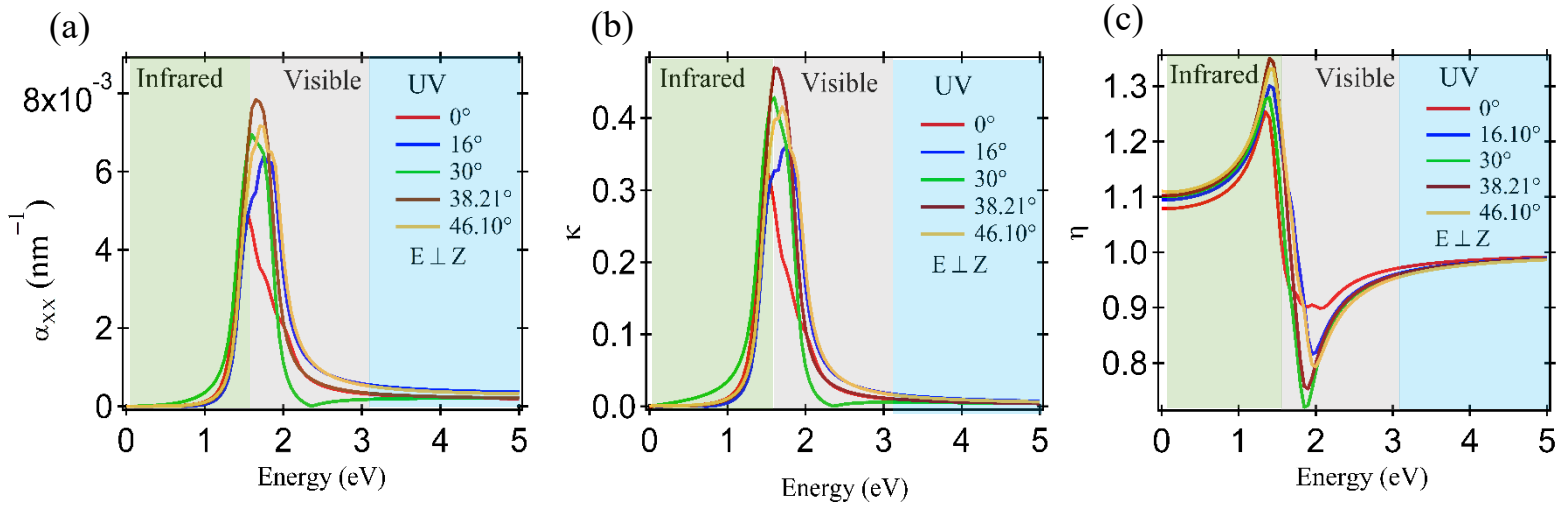 (a)
Infrared
Visible
UV
8x10⁻³
6
4
2
0
αXX (nm⁻¹)
0°
16°
30°
38.21°
46.10°
E ⊥ Z
0 1 2 3 4 5
Energy (eV)
(b)
Infrared
Visible
UV
0.4
0.3
0.2
0.1
0.0
κ
0°
16°
30°
38.21°
46.10°
E ⊥ Z
0 1 2 3 4 5
Energy (eV)
(c)
Infrared
Visible
UV
1.3
1.2
1.1
1.0
0.9
0.8
η
0°
16.10°
30°
38.21°
46.10°
E ⊥ Z
0 1 2 3 4 5
Energy (eV)